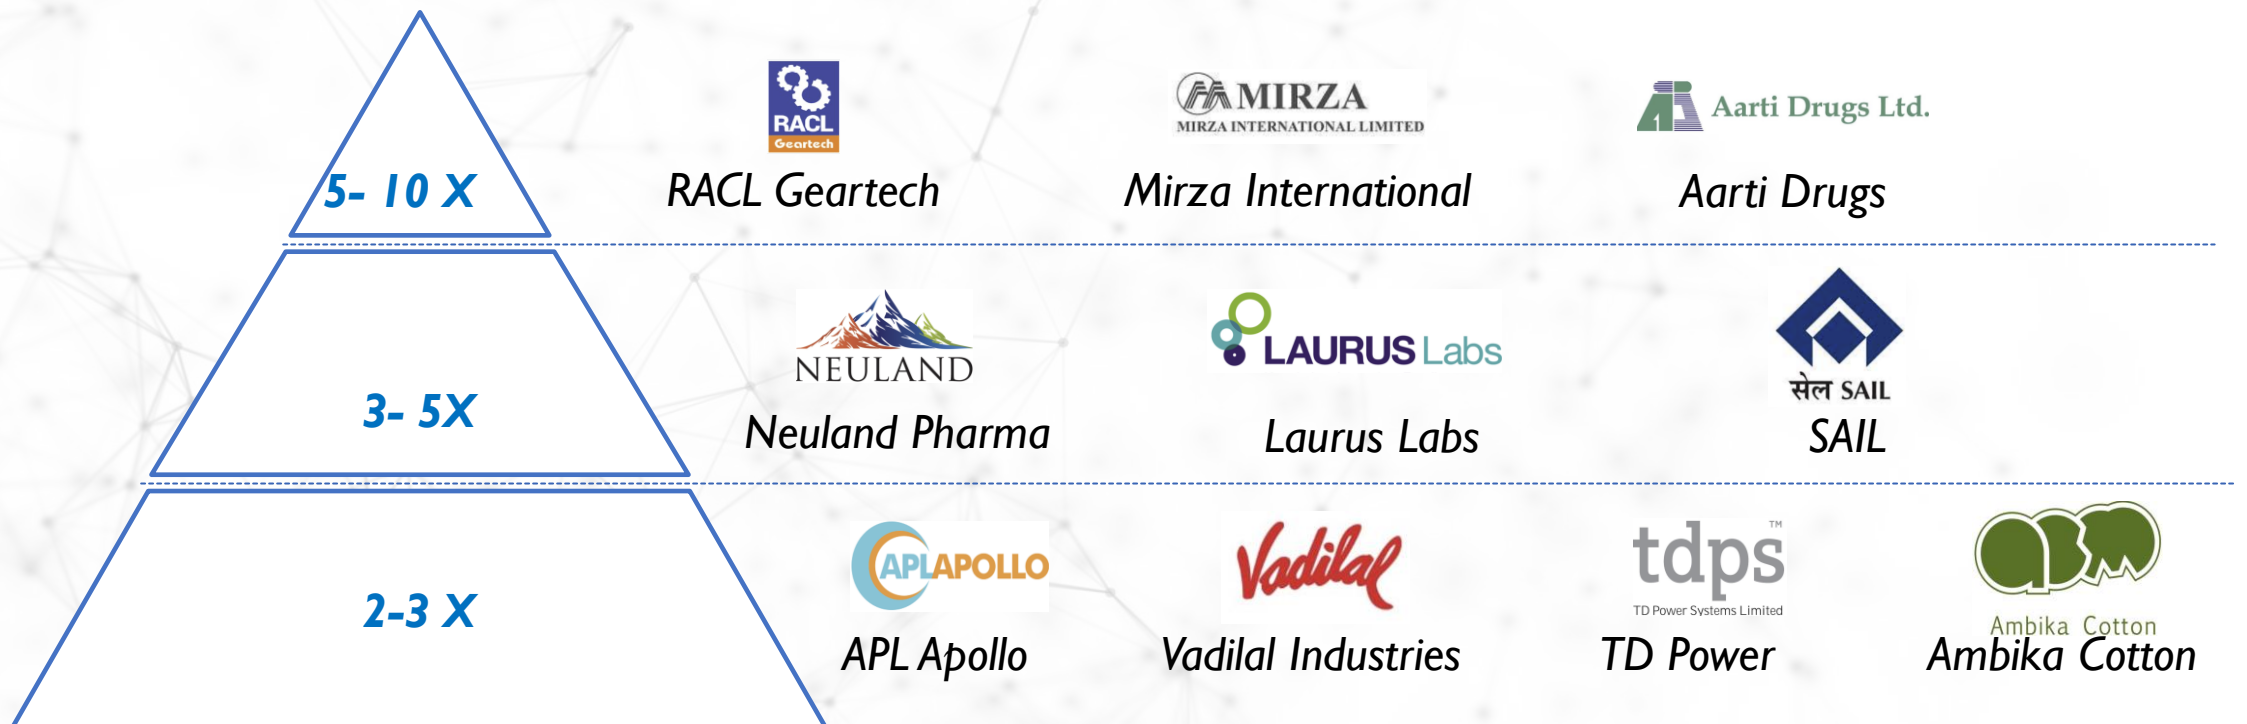 RACL
Geartech
MIRZA
MIRZA INTERNATIONAL LIMITED
Aarti Drugs Ltd.
5- 10 X
RACL Geartech
Mirza International
Aarti Drugs
NEULAND
LAURUS Labs
सेल SAIL
3- 5X
Neuland Pharma
Laurus Labs
SAIL
APLAPOLLO
Vadilal
tdps™
TD Power Systems Limited
Ambika Cotton
2-3 X
APL Apollo
Vadilal Industries
TD Power
Ambika Cotton